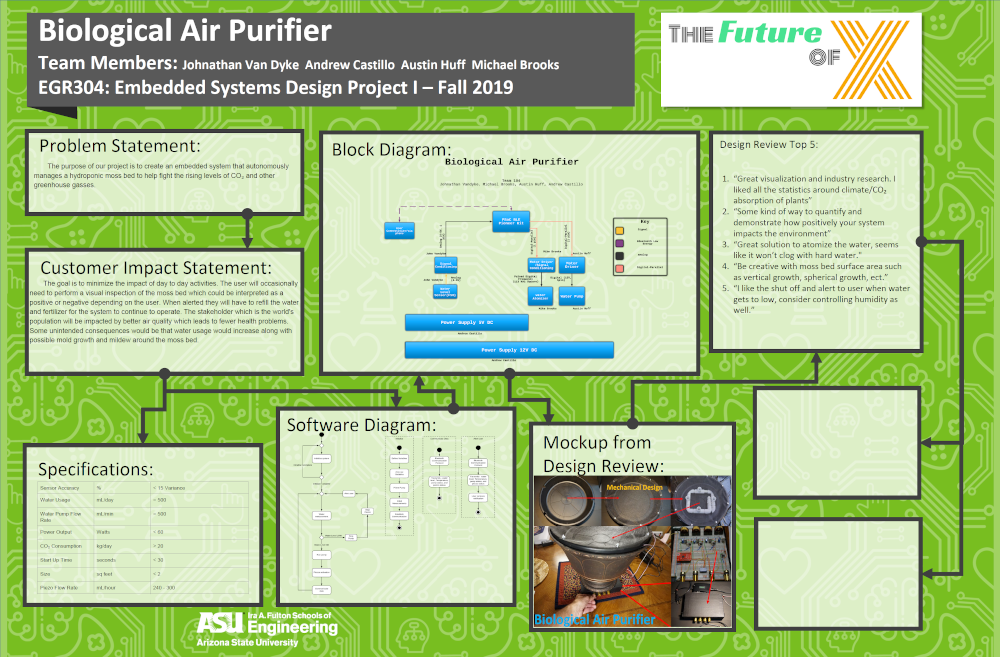 Biological Air Purifier
Team Members: Johnathan Van Dyke Andrew Castillo Austin Huff Michael Brooks
EGR304: Embedded Systems Design Project I – Fall 2019
THE Future
OF X
Problem Statement:
The purpose of our project is to create an embedded system that autonomously
manages a hydroponic moss bed to help fight the rising levels of CO₂ and other
greenhouse gasses.
Customer Impact Statement:
The goal is to minimize the impact of day to day activities. The user will occasionally
need to perform a visual inspection of the moss bed which could be interpreted as a
positive or negative depending on the user. When alerted they will have to refill the water
and fertilizer for the system to continue to operate. The stakeholder which is the world's
population will be impacted by better air quality which leads to fewer health problems.
Some unintended consequences would be that water usage would increase along with
possible mold growth and mildew around the moss bed.
Block Diagram:
Biological Air Purifier
Team 104
Johnathan Vandyke, Michael Brooks, Austin Huff, Andrew Castillo
Key
Water Pump
Power Supply 5V DC
Andrew Castillo
Power Supply 12V DC
Andrew Castillo
Design Review Top 5:
1. "Great visualization and industry research. I
liked all the statistics around climate/CO₂
absorption of plants"
2. "Some kind of way to quantify and
demonstrate how positively your system
impacts the environment"
3. "Great solution to atomize the water, seems
like it won't clog with hard water."
4. "Be creative with moss bed surface area such
as vertical growth, spherical growth, ect."
5. "I like the shut off and alert to user when water
gets to low, consider controlling humidity as
well."
Specifications:
Sensor Accuracy % < 15 Variance
Water Usage mL/day
Water Pump Flow
Rate mL/min
Power Output Watts
CO₂ Consumption kg/day
Start Up Time seconds < 30
Size sq feet < 2
Piezo Flow Rate mL/hour 240 - 300
Software Diagram:
Mockup from
Design Review:
Mechanical Design
Biological Air Purifier
ASU Ira A. Fulton Schools of
Engineering
Arizona State University